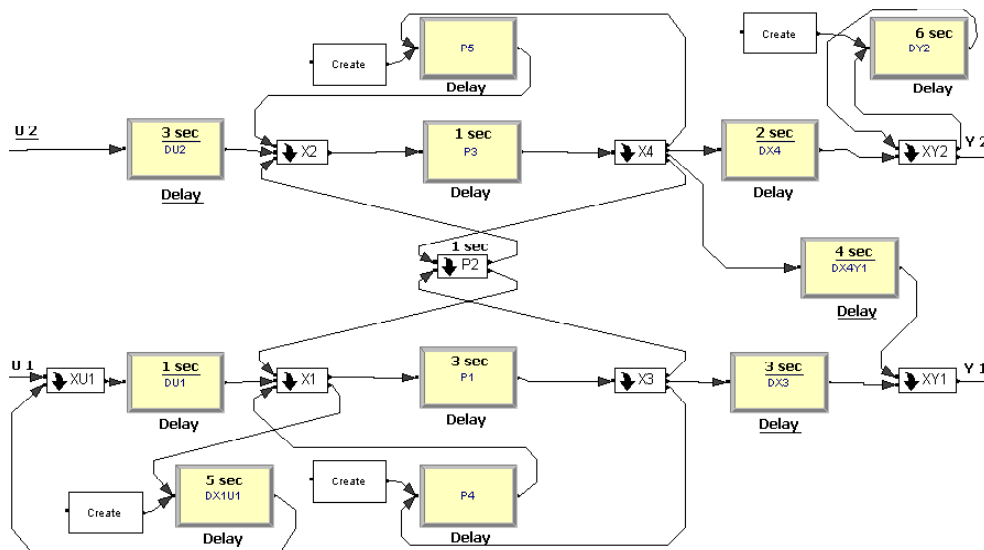 6 sec
Create
P5
DY2
Create
Delay
Delay
U 2
3 sec
DU2
X2
1 sec
P3
X4
2 sec
DX4
XY2
Y 2
Delay
Delay
Delay
1 sec
P2
4 sec
DX4Y1
Delay
U 1
XU1
1 sec
DU1
X1
3 sec
P1
X3
3 sec
DX3
XY1
Y 1
Delay
Delay
Delay
5 sec
DX1U1
Create
P4
Create
Delay
Delay